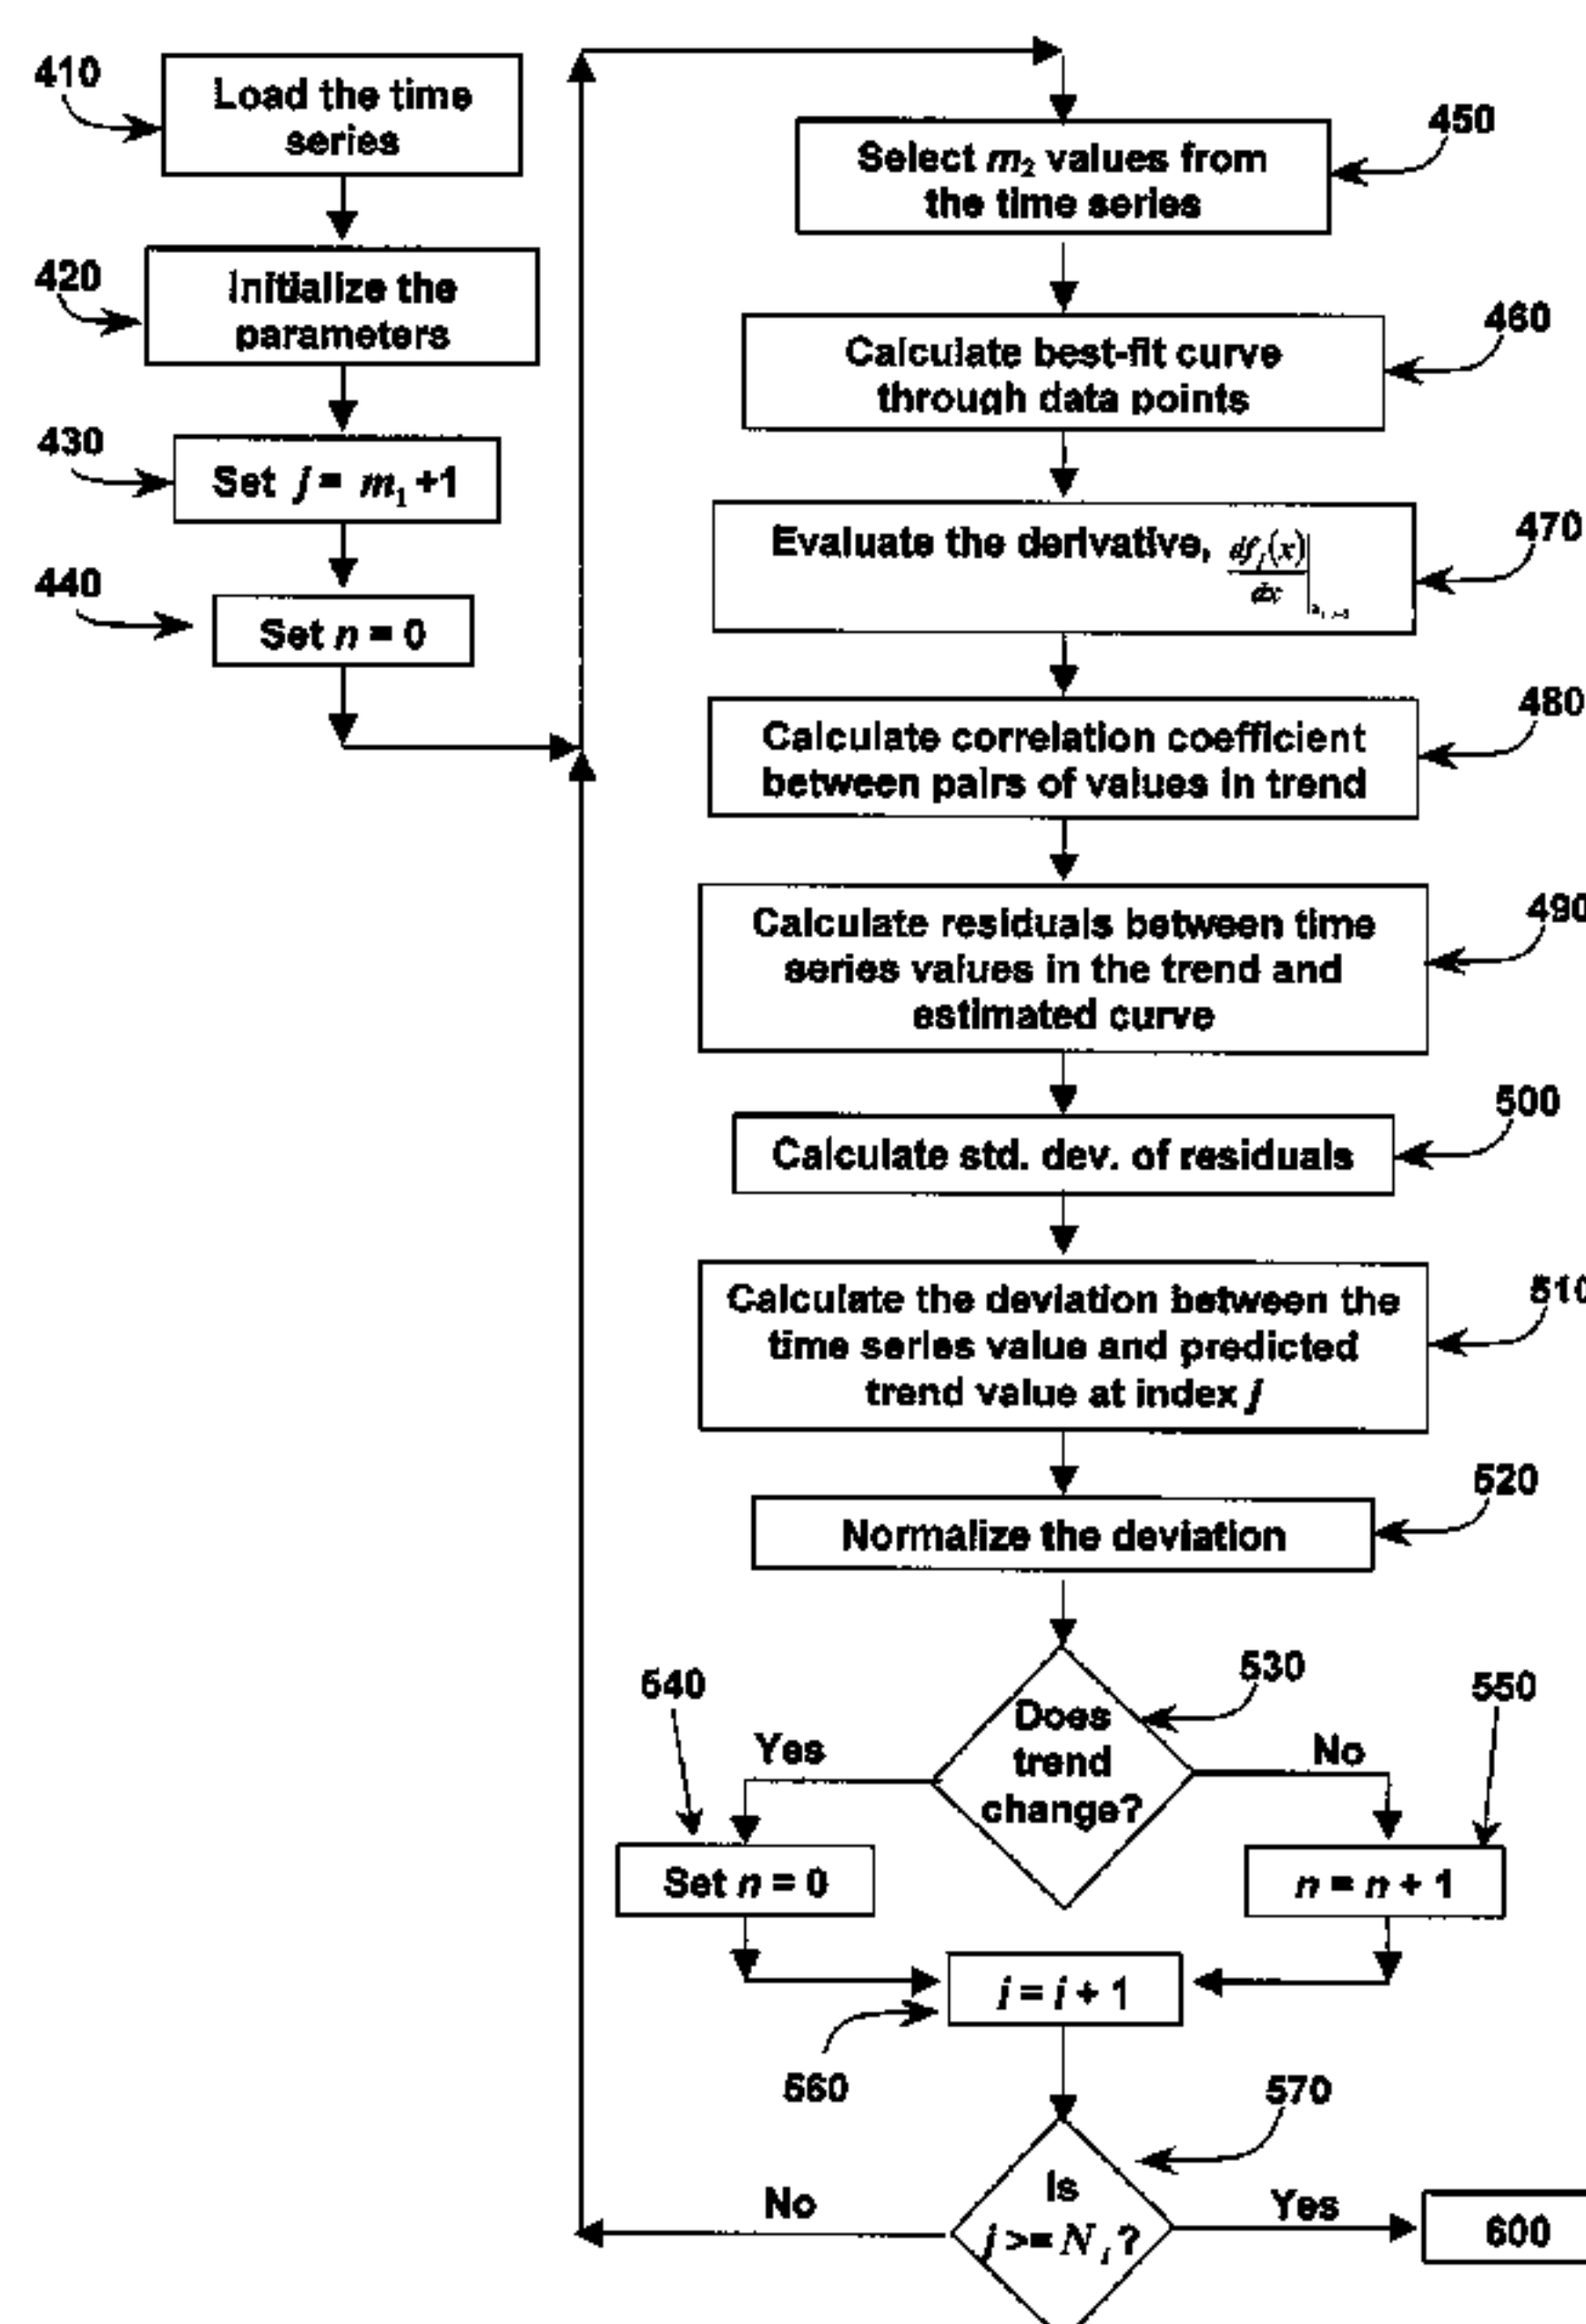 410
Load the time
series
420
Initialize the
parameters
430
Set j = m₁ +1
440
Set n = 0
450
Select m₂ values from
the time series
460
Calculate best-fit curve
through data points
470
Evaluate the derivative, df_j(x)
dx
480
Calculate correlation coefficient
between pairs of values in trend
490
Calculate residuals between time
series values in the trend and
estimated curve
500
Calculate std. dev. of residuals
510
Calculate the deviation between the
time series value and predicted
trend value at index j
520
Normalize the deviation
530
Does
trend
change?
Yes
No
540
Set n = 0
550
n = n + 1
j = j + 1
560
570
Is
j >= N_t ?
No
Yes
600